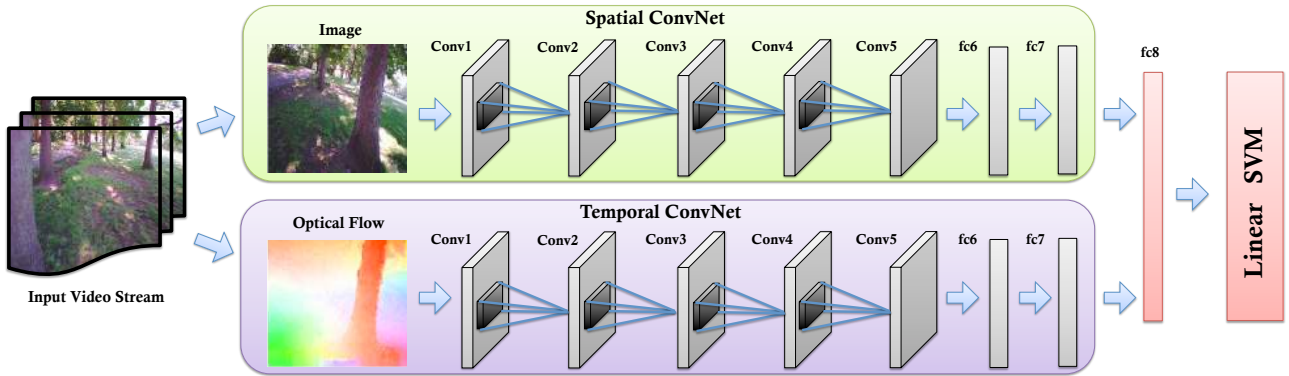 Spatial ConvNet
Image
Conv1
Conv2
Conv3
Conv4
Conv5
fc6
fc7
fc8
Input Video Stream
Temporal ConvNet
Optical Flow
Conv1
Conv2
Conv3
Conv4
Conv5
fc6
fc7
Linear SVM